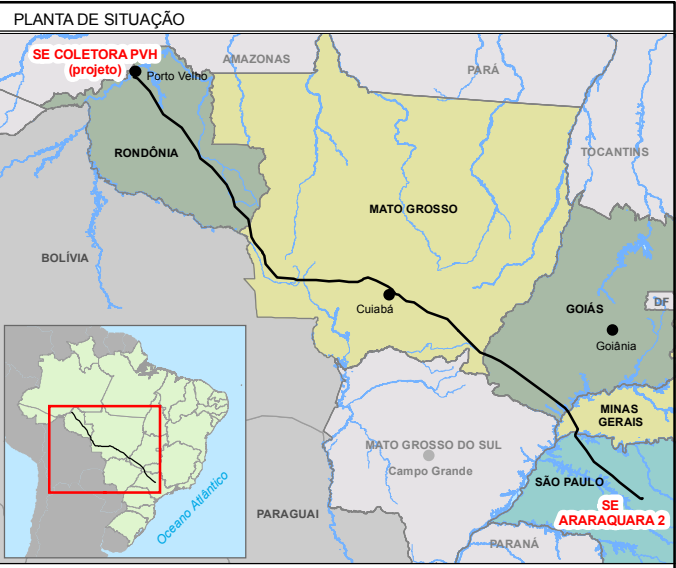 PLANTA DE SITUAÇÃO
SE COLETORA PVH
(projeto)
Porto Velho
AMAZONAS
PARÁ
RONDÔNIA
TOCANTINS
MATO GROSSO
BOLÍVIA
Cuiabá
GOIÁS
DF
Goiânia
MINAS
GERAIS
MATO GROSSO DO SUL
Campo Grande
SÃO PAULO
SE
ARARAQUARA 2
PARAGUAI
PARANÁ
Oceano Atlântico